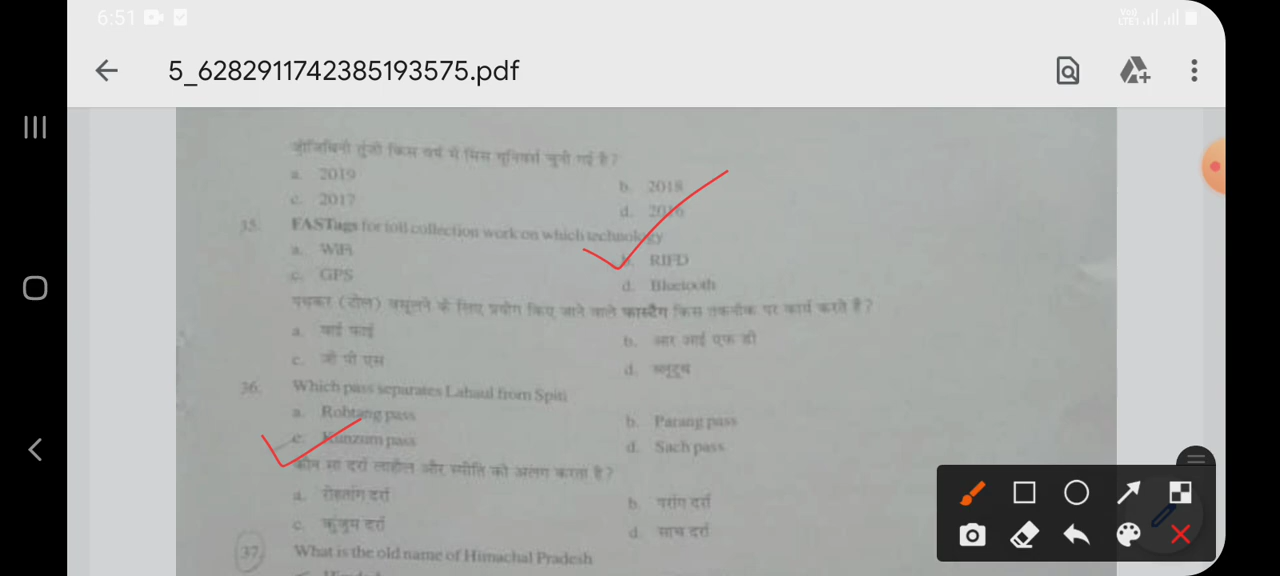 6:51
5_6282911742385193575.pdf
जोजिबिनी तुंजी किस वर्ष में मिस यूनिवर्स चुनी गई है?
a. 2019
b. 2018
c. 2017
d. 2016
35. FASTags for toll collection work on which technology
a. WiFi
b. RIFD
c. GPS
d. Bluetooth
पथकर (टोल) वसूलने के लिए प्रयोग किए जाने वाले फास्टैग किस तकनीक पर कार्य करते है?
a. वाई फाई
b. आर आई एफ डी
c. जी पी एस
d. ब्लूटूथ
36. Which pass separates Lahaul from Spiti
a. Rohtang pass
b. Parang pass
c. Kunzum pass
d. Sach pass
कौन सा दर्रा लाहौल और स्पीति को अलग करता है?
a. रोहतांग दर्रा
b. परांग दर्रा
c. कुंजुम दर्रा
d. साच दर्रा
37. What is the old name of Himachal Pradesh